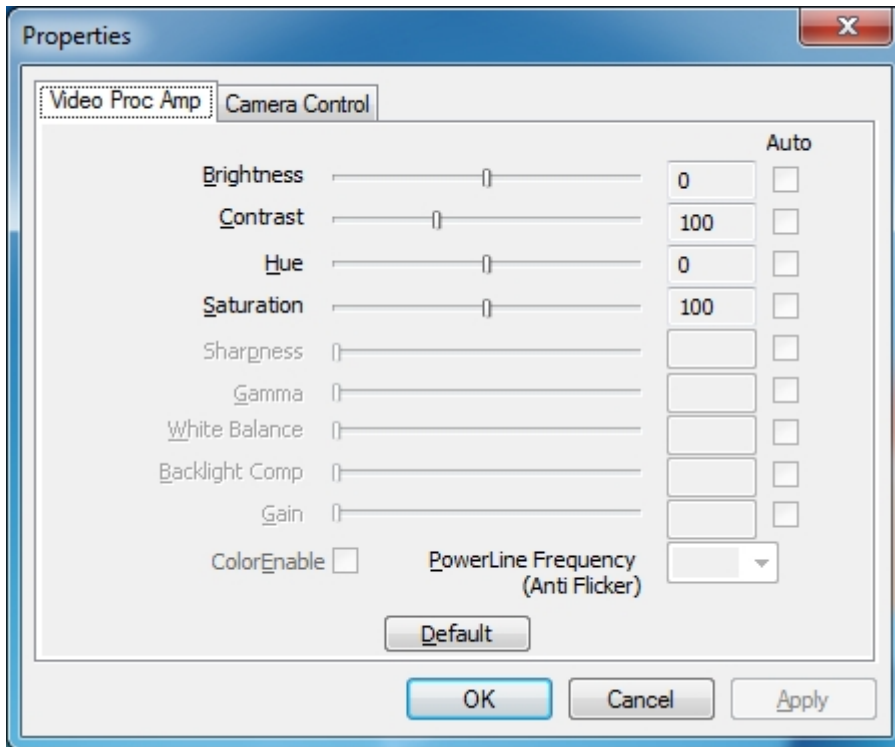 Properties
Video Proc Amp
Camera Control
Auto
Brightness 0
Contrast 100
Hue 0
Saturation 100
Sharpness
Gamma
White Balance
Backlight Comp
Gain
ColorEnable PowerLine Frequency
(Anti Flicker)
Default
OK Cancel Apply